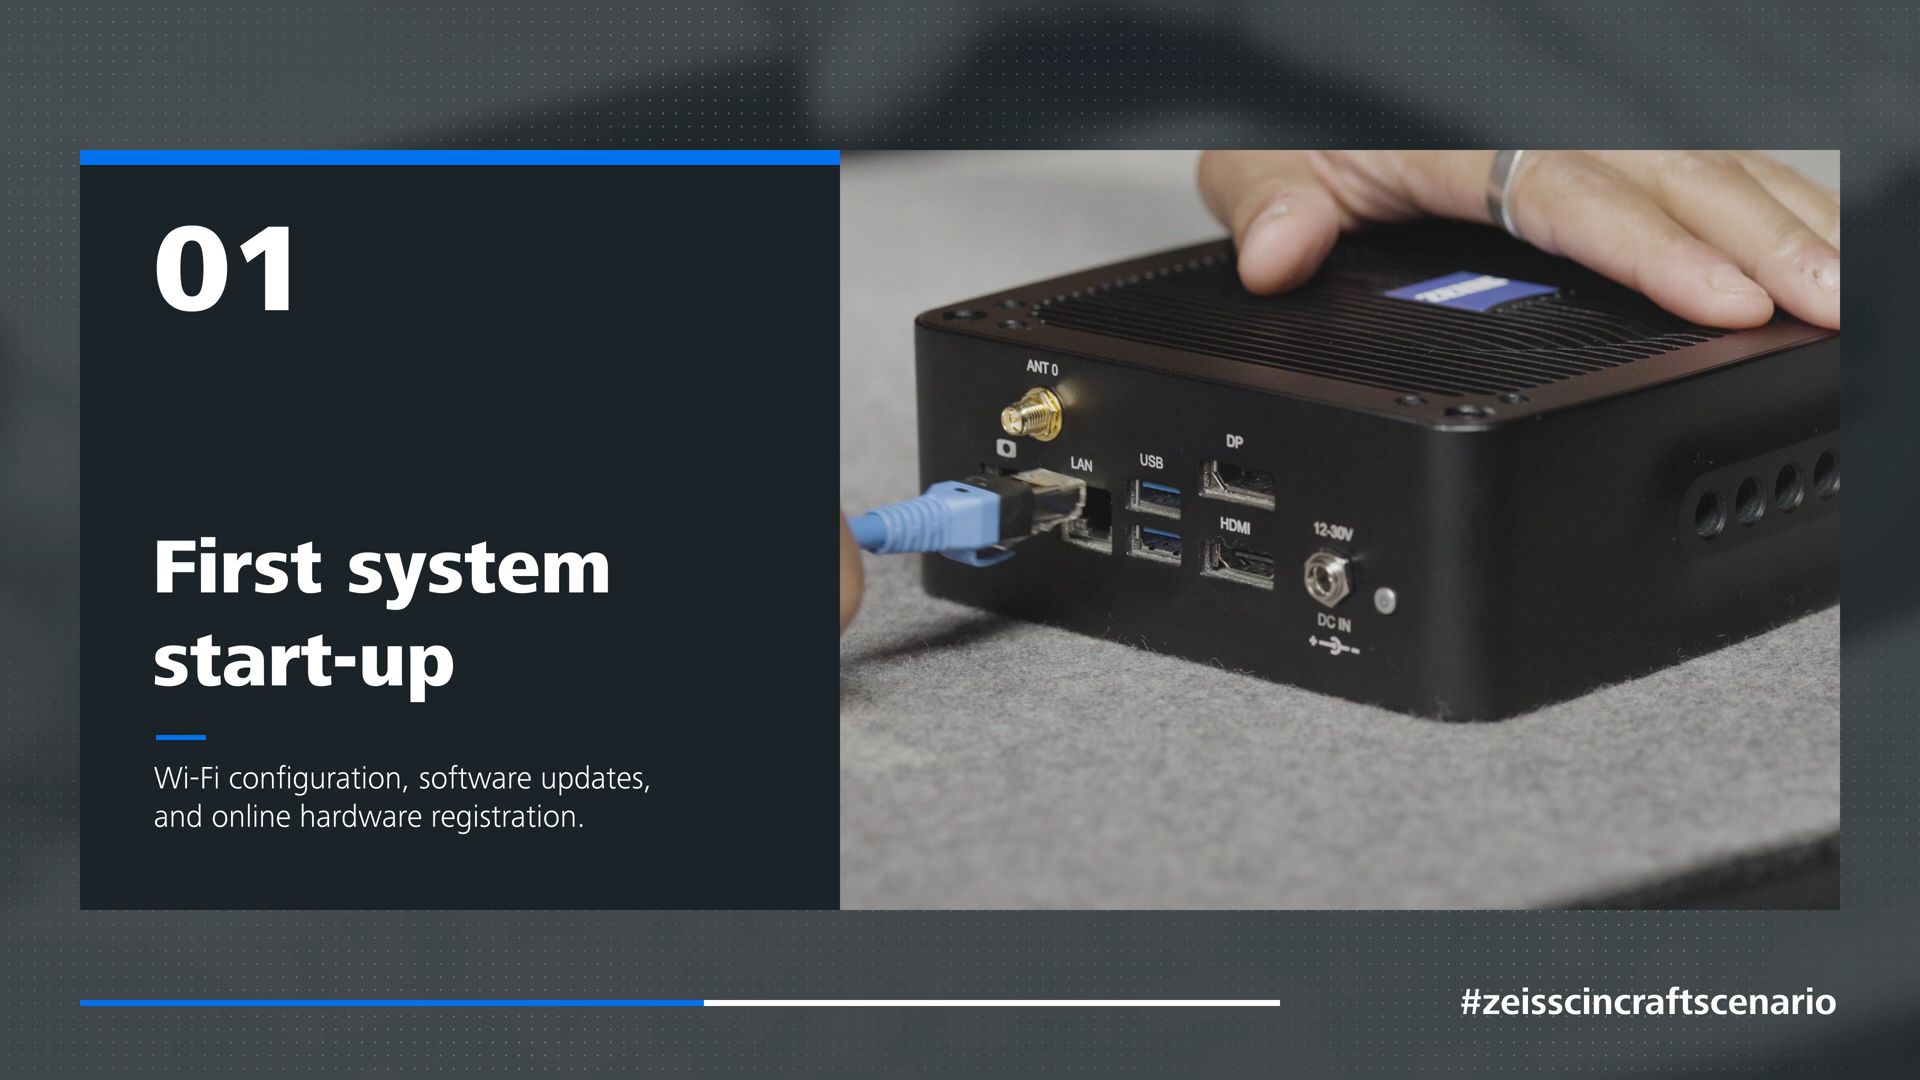 01
First system
start-up
Wi-Fi configuration, software updates,
and online hardware registration.
ANT 0
LAN
USB
DP
HDMI
12-30V
DC IN
#zeisscincraftscenario